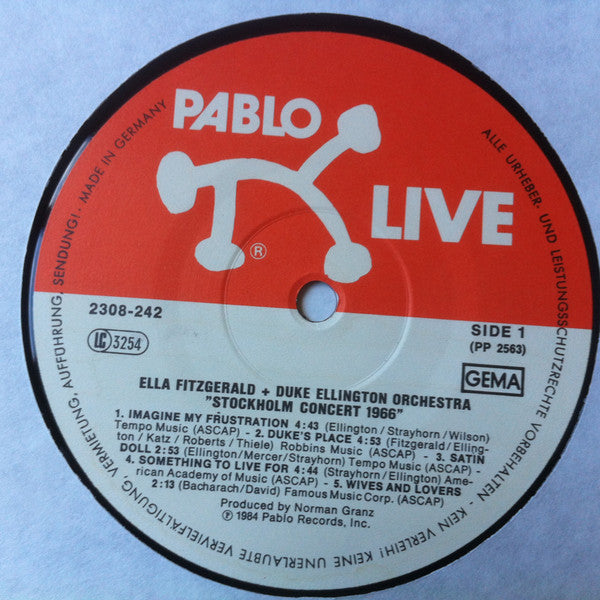 PABLO
LIVE
®
2308-242
LC 3254
SIDE 1
(PP 2563)
GEMA
ELLA FITZGERALD + DUKE ELLINGTON ORCHESTRA
"STOCKHOLM CONCERT 1966"
1. IMAGINE MY FRUSTRATION 4:43 (Ellington/Strayhorn/Wilson)
Tempo Music (ASCAP) - 2. DUKE'S PLACE 4:53 (Fitzgerald/Elling-
ton/Katz/Roberts/Thiele) Robbins Music (ASCAP) - 3. SATIN
DOLL 2:53 (Ellington/Mercer/Strayhorn) Tempo Music (ASCAP) -
4. SOMETHING TO LIVE FOR 4:44 (Strayhorn/Ellington) Ame-
rican Academy of Music (ASCAP) - 5. WIVES AND LOVERS
2:13 (Bacharach/David) Famous Music Corp. (ASCAP)
Produced by Norman Granz
℗ 1984 Pablo Records, Inc.
ALLE URHEBER- UND LEISTUNGSSCHUTZRECHTE VORBEHALTEN - KEIN VERLEIH! KEINE UNERLAUBTE VERVIELFÄLTIGUNG, VERMIETUNG, AUFFÜHRUNG, SENDUNG!. MADE IN GERMANY